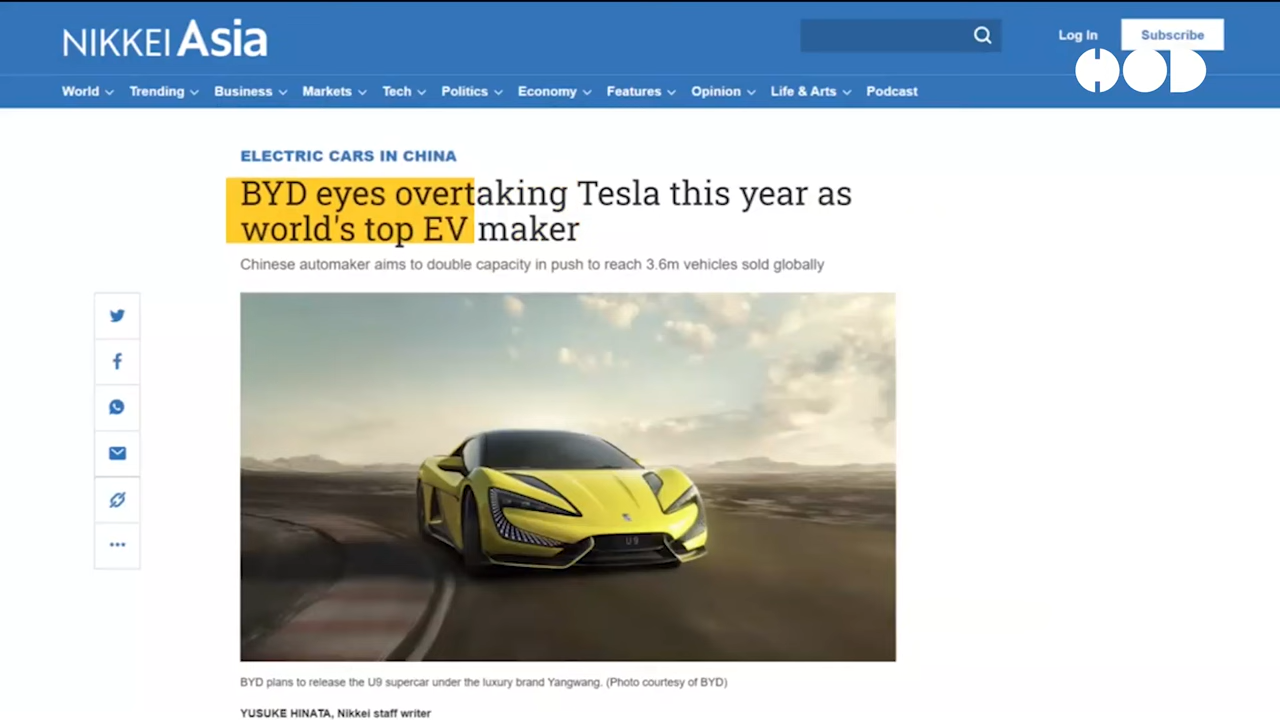 NIKKEI Asia
Log In
Subscribe
HOD
World Trending Business Markets Tech Politics Economy Features Opinion Life & Arts Podcast
ELECTRIC CARS IN CHINA
BYD eyes overtaking Tesla this year as
world's top EV maker
Chinese automaker aims to double capacity in push to reach 3.6m vehicles sold globally
U9
BYD plans to release the U9 supercar under the luxury brand Yangwang. (Photo courtesy of BYD)
YUSUKE HINATA, Nikkei staff writer